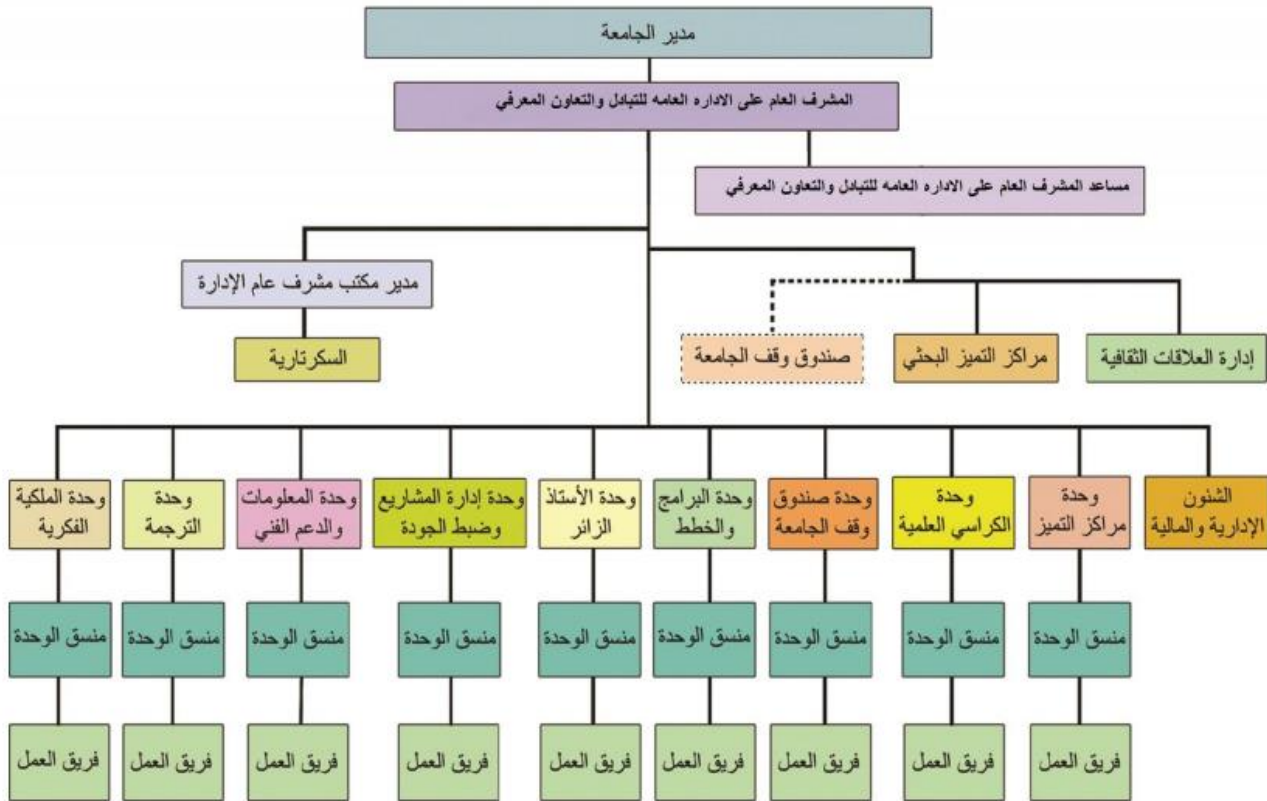 مدير الجامعة
المشرف العام على الاداره العامه للتبادل والتعاون المعرفي
مساعد المشرف العام على الاداره العامه للتبادل والتعاون المعرفي
مدير مكتب مشرف عام الإدارة
السكرتارية
إدارة العلاقات الثقافية
مراكز التميز البحثي
صندوق وقف الجامعة
الشئون
الإدارية والمالية
وحدة
مراكز التميز
وحدة
الكراسي العلمية
وحدة صندوق
وقف الجامعة
وحدة البرامج
والخطط
وحدة الأستاذ
الزائر
وحدة إدارة المشاريع
وضبط الجودة
وحدة المعلومات
والدعم الفني
وحدة
الترجمة
وحدة الملكية
الفكرية
منسق الوحدة
منسق الوحدة
منسق الوحدة
منسق الوحدة
منسق الوحدة
منسق الوحدة
منسق الوحدة
منسق الوحدة
منسق الوحدة
فريق العمل
فريق العمل
فريق العمل
فريق العمل
فريق العمل
فريق العمل
فريق العمل
فريق العمل
فريق العمل